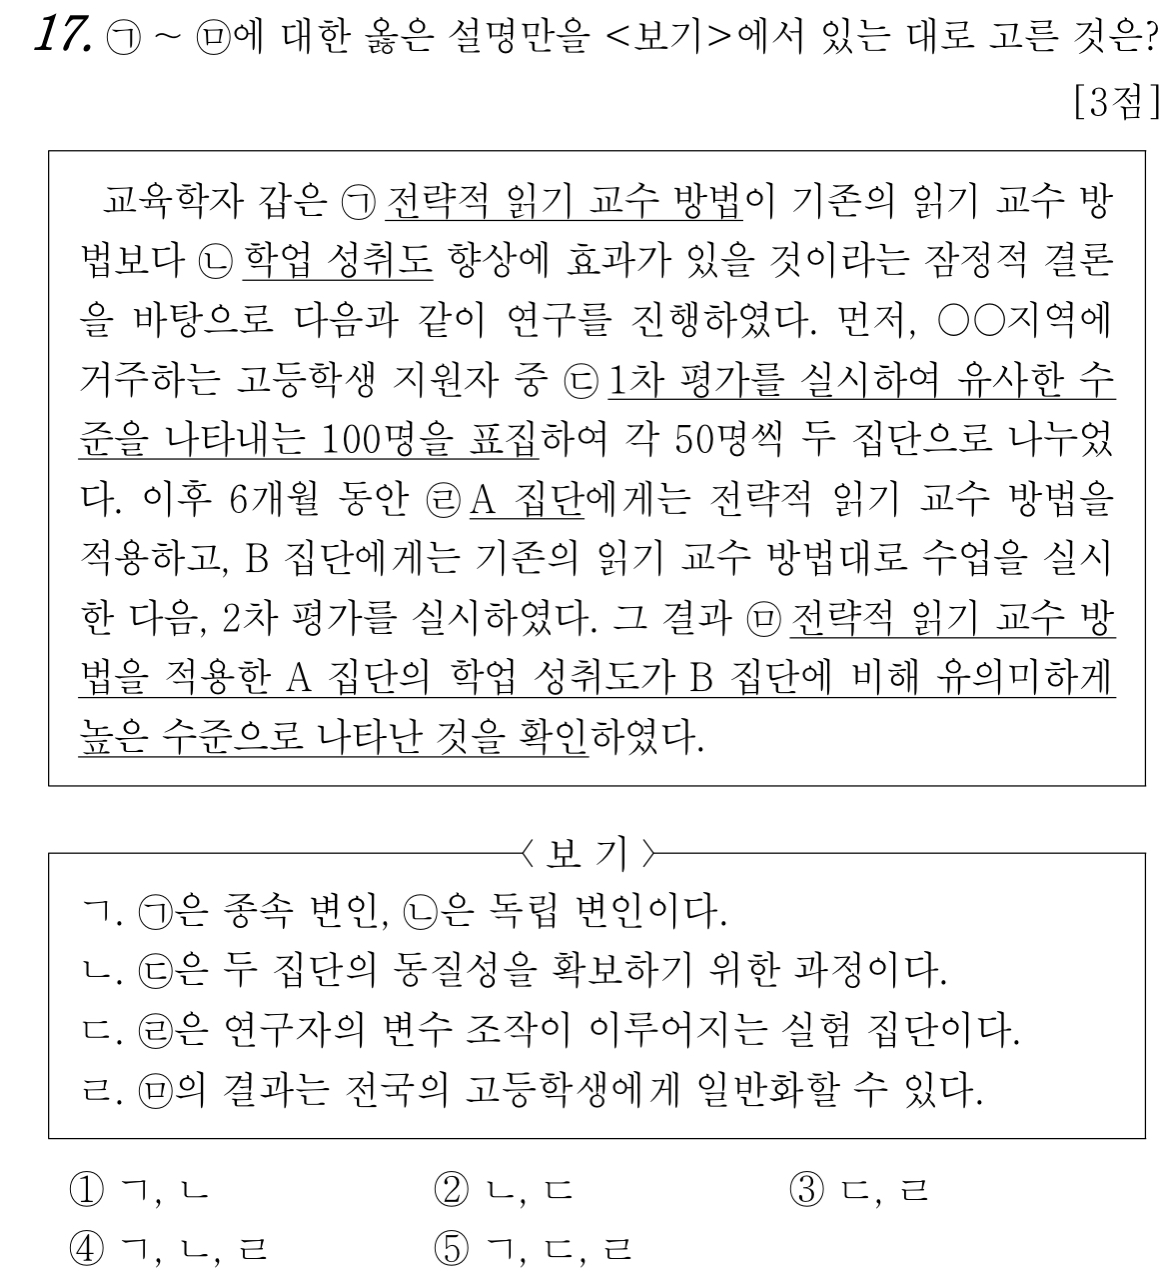 17. ㉠ ~ ㉤에 대한 옳은 설명만을 <보기>에서 있는 대로 고른 것은?
[3점]
교육학자 갑은 ㉠ 전략적 읽기 교수 방법이 기존의 읽기 교수 방
법보다 ㉡ 학업 성취도 향상에 효과가 있을 것이라는 잠정적 결론
을 바탕으로 다음과 같이 연구를 진행하였다. 먼저, ○○지역에
거주하는 고등학생 지원자 중 ㉢ 1차 평가를 실시하여 유사한 수
준을 나타내는 100명을 표집하여 각 50명씩 두 집단으로 나누었
다. 이후 6개월 동안 ㉣ A 집단에게는 전략적 읽기 교수 방법을
적용하고, B 집단에게는 기존의 읽기 교수 방법대로 수업을 실시
한 다음, 2차 평가를 실시하였다. 그 결과 ㉤ 전략적 읽기 교수 방
법을 적용한 A 집단의 학업 성취도가 B 집단에 비해 유의미하게
높은 수준으로 나타난 것을 확인하였다.
〈 보 기 〉
ㄱ. ㉠은 종속 변인, ㉡은 독립 변인이다.
ㄴ. ㉢은 두 집단의 동질성을 확보하기 위한 과정이다.
ㄷ. ㉣은 연구자의 변수 조작이 이루어지는 실험 집단이다.
ㄹ. ㉤의 결과는 전국의 고등학생에게 일반화할 수 있다.
① ㄱ, ㄴ ② ㄴ, ㄷ ③ ㄷ, ㄹ
④ ㄱ, ㄴ, ㄹ ⑤ ㄱ, ㄷ, ㄹ